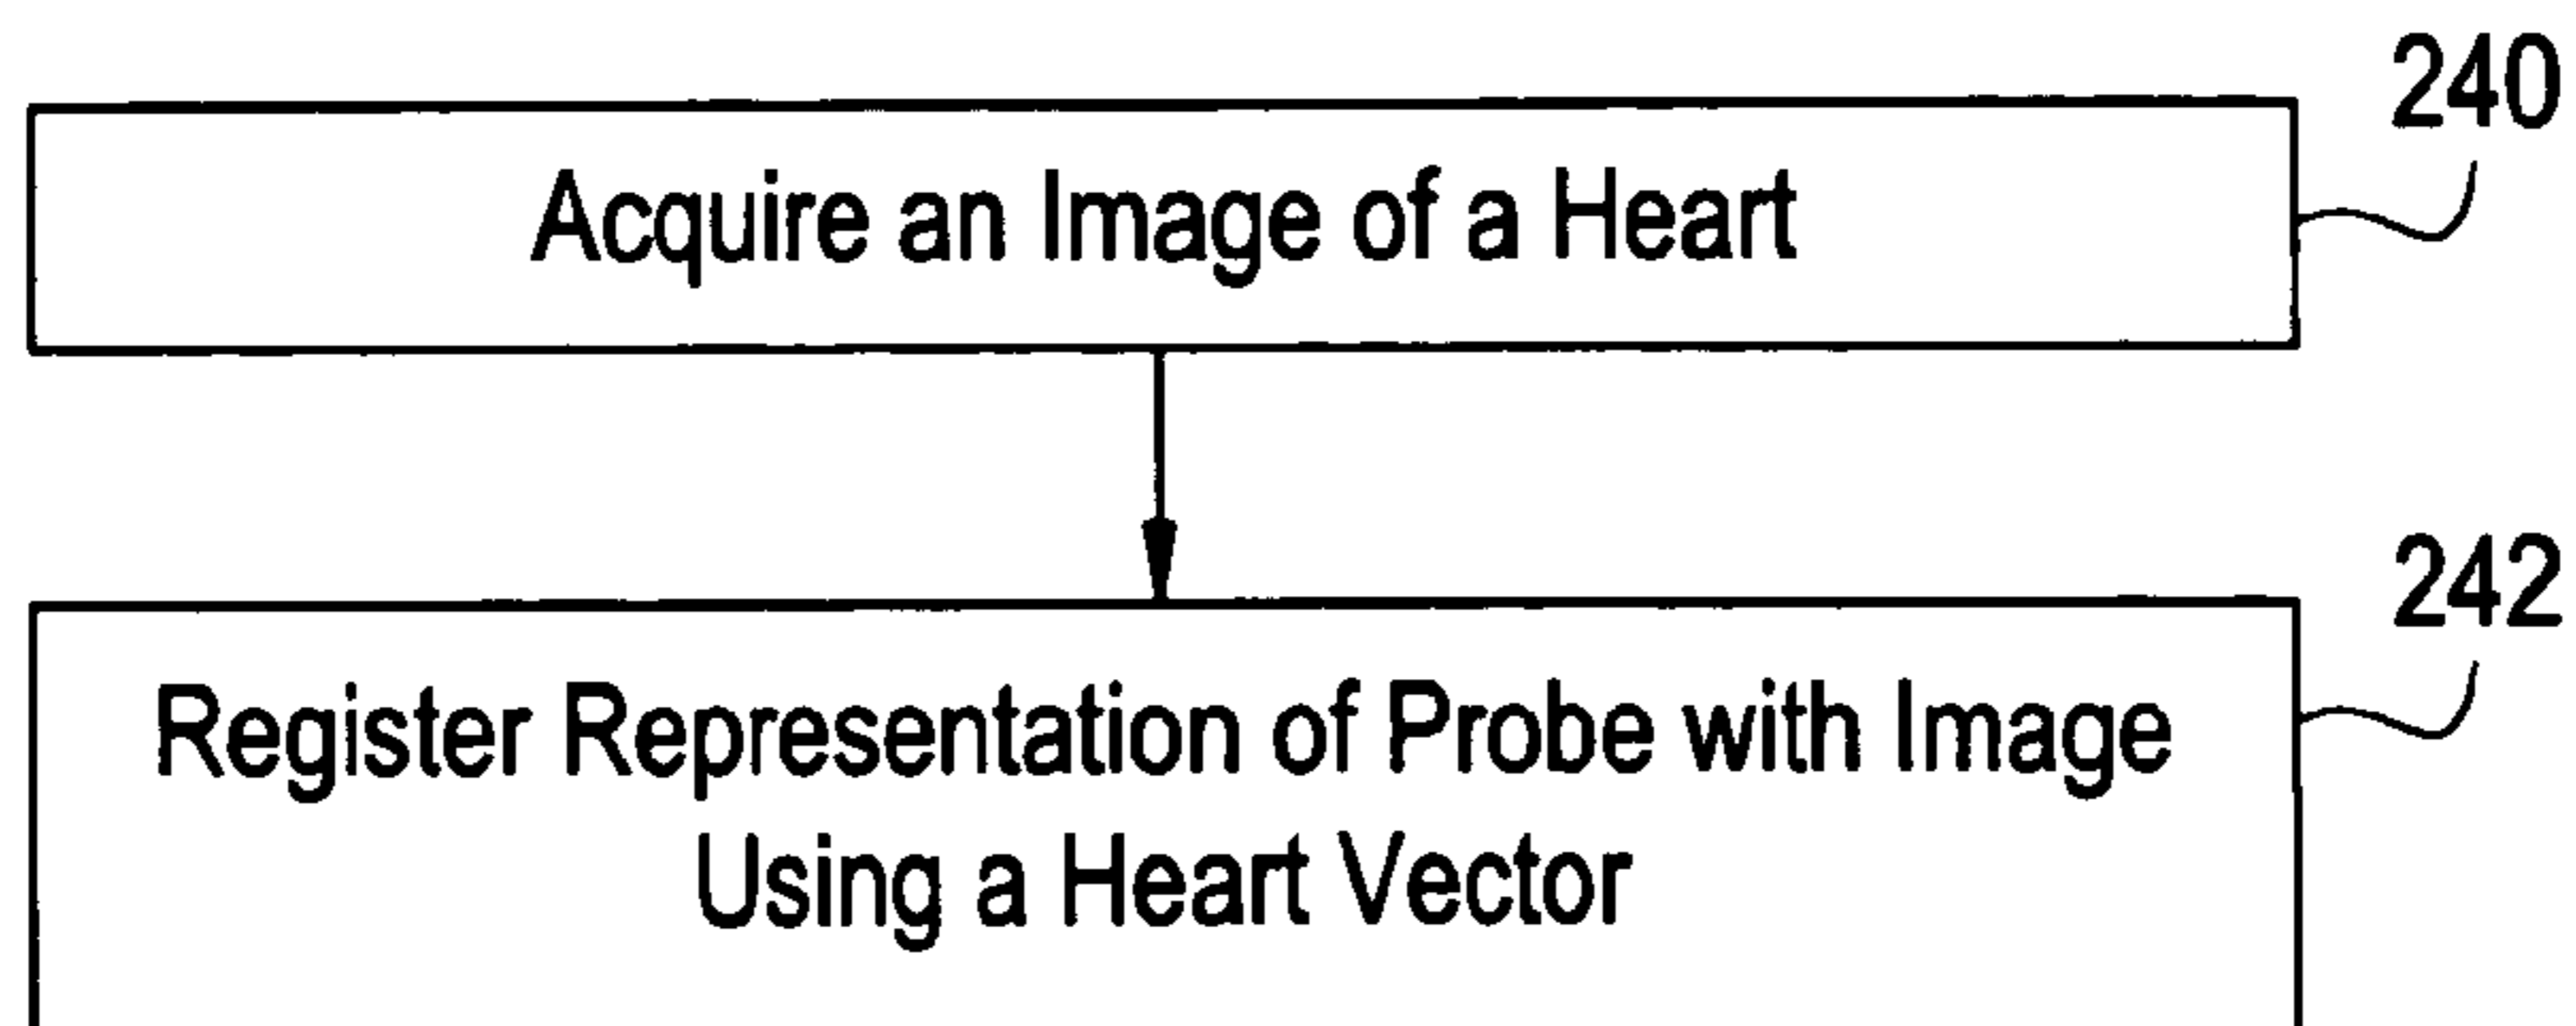 240
Acquire an Image of a Heart
242
Register Representation of Probe with Image
Using a Heart Vector